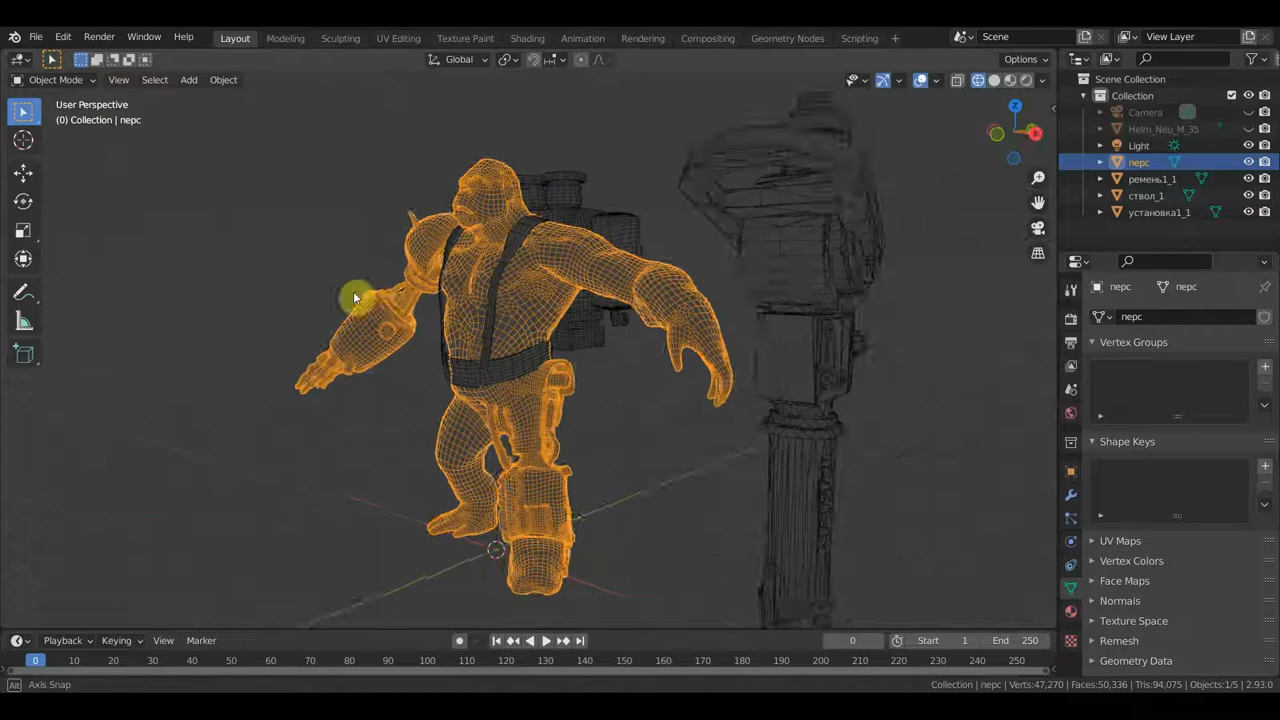 File Edit Render Window Help Layout Modeling Sculpting UV Editing Texture Paint Shading Animation Rendering Compositing Geometry Nodes Scripting + Scene View Layer
Global Options
Object Mode View Select Add Object
User Perspective
(0) Collection | перс
Z
Scene Collection
Collection
Camera
Helm_Neu_M_35
Light
перс
ремень1_1
ствол_1
установка1_1
перс перс
перс
Vertex Groups
Shape Keys
UV Maps
Vertex Colors
Face Maps
Normals
Texture Space
Remesh
Geometry Data
Playback Keying View Marker 0 Start 1 End 250
0 10 20 30 40 50 60 70 80 90 100 110 120 130 140 150 160 170 180 190 200 210 220 230 240 250
Alt Axis Snap Collection | перс | Verts:47,270 | Faces:50,336 | Tris:94,075 | Objects:1/5 | 2.93.0